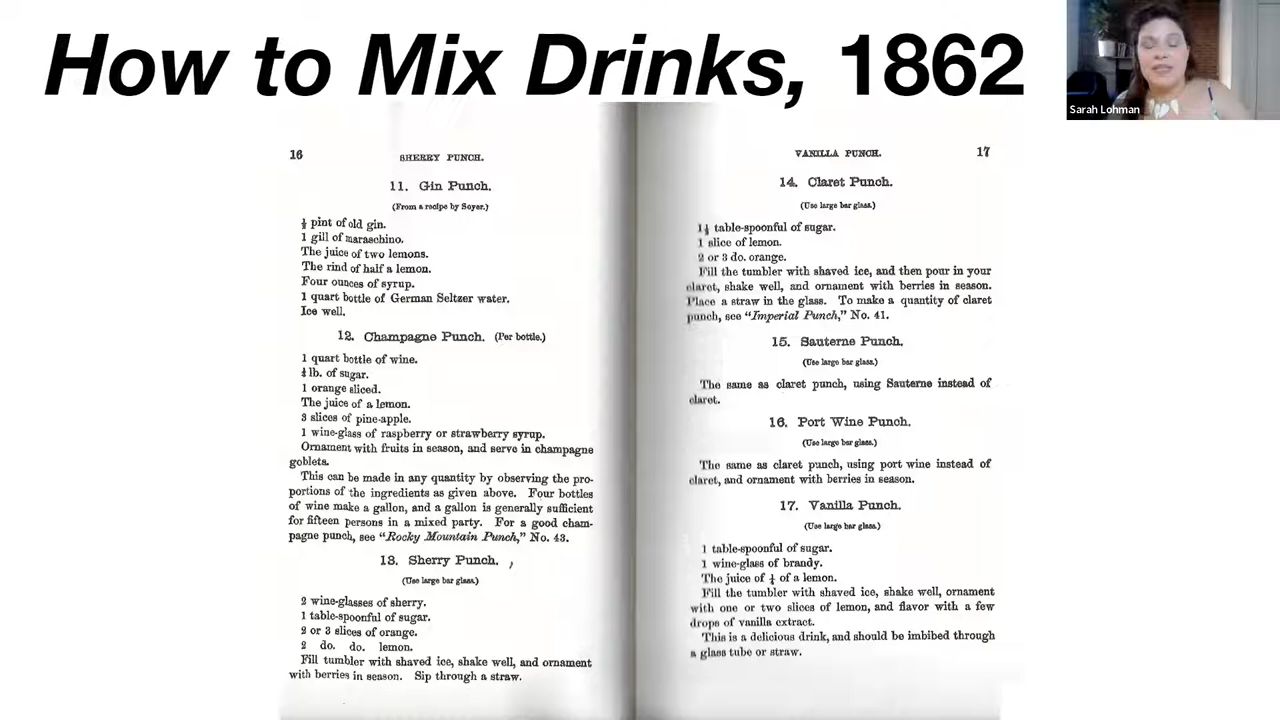 How to Mix Drinks, 1862
Sarah Lohman
16
SHERRY PUNCH.
11. Gin Punch.
(From a recipe by Soyer.)
½ pint of old gin.
1 gill of maraschino.
The juice of two lemons.
The rind of half a lemon.
Four ounces of syrup.
1 quart bottle of German Seltzer water.
Ice well.
12. Champagne Punch. (Per bottle.)
1 quart bottle of wine.
lb. of sugar.
1 orange sliced.
The juice of a lemon.
3 slices of pine-apple.
1 wine-glass of raspberry or strawberry syrup.
Ornament with fruits in season, and serve in champagne
goblets.
This can be made in any quantity by observing the pro-
portions of the ingredients as given above. Four bottles
of wine make a gallon, and a gallon is generally sufficient
for fifteen persons in a mixed party. For a good cham-
pagne punch, see "Rocky Mountain Punch," No. 43.
13. Sherry Punch.
(Use large bar glass.)
2 wine-glasses of sherry.
1 table-spoonful of sugar.
2 or 3 slices of orange.
2 do. do. lemon.
Fill tumbler with shaved ice, shake well, and ornament
with berries in season. Sip through a straw.
VANILLA PUNCH.
17
14. Claret Punch.
(Use large bar glass.)
1½ table-spoonful of sugar.
1 slice of lemon.
2 or 3 do. orange.
Fill the tumbler with shaved ice, and then pour in your
claret, shake well, and ornament with berries in season.
Place a straw in the glass. To make a quantity of claret
punch, see "Imperial Punch," No. 41.
15. Sauterne Punch.
(Use large bar glass.)
The same as claret punch, using Sauterne instead of
claret.
16. Port Wine Punch.
(Use large bar glass.)
The same as claret punch, using port wine instead of
claret, and ornament with berries in season.
17. Vanilla Punch.
(Use large bar glass.)
1 table-spoonful of sugar.
1 wine-glass of brandy.
The juice of of a lemon.
Fill the tumbler with shaved ice, shake well, ornament
with one or two slices of lemon, and flavor with a few
drops of vanilla extract.
This is a delicious drink, and should be imbibed through
a glass tube or straw.